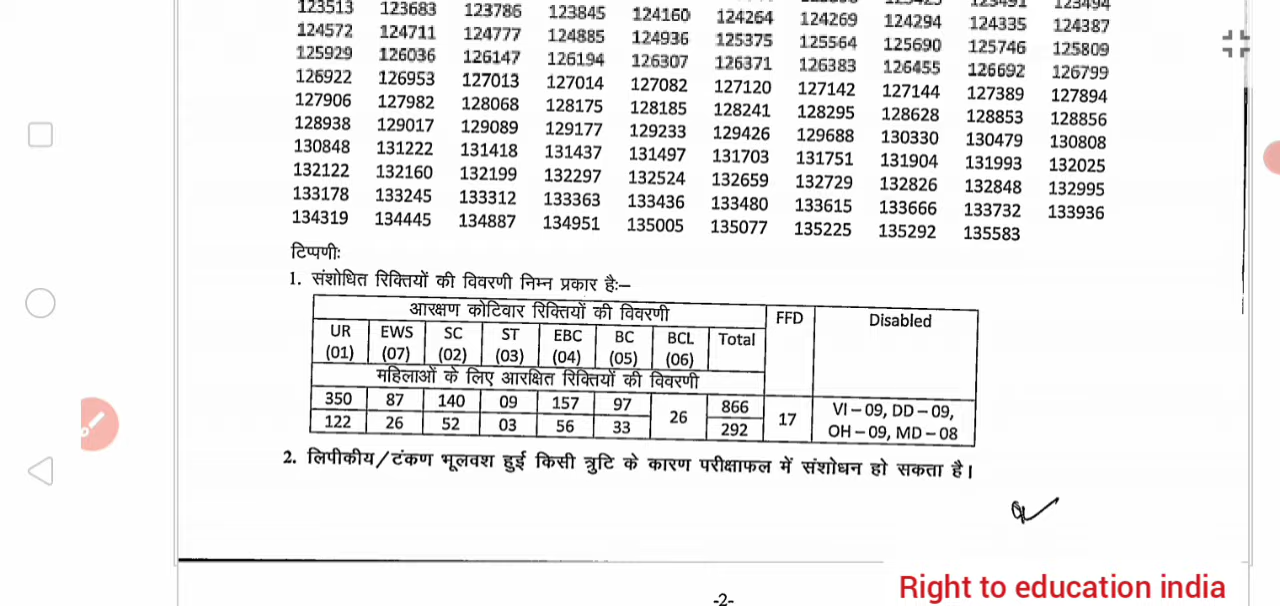 123491 123494
123513 123683 123786 123845 124160 124264 124269 124294 124335 124387
124572 124711 124777 124885 124936 125375 125564 125690 125746 125809
125929 126036 126147 126194 126307 126371 126383 126455 126692 126799
126922 126953 127013 127014 127082 127120 127142 127144 127389 127894
127906 127982 128068 128175 128185 128241 128295 128628 128853 128856
128938 129017 129089 129177 129233 129426 129688 130330 130479 130808
130848 131222 131418 131437 131497 131703 131751 131904 131993 132025
132122 132160 132199 132297 132524 132659 132729 132826 132848 132995
133178 133245 133312 133363 133436 133480 133615 133666 133732 133936
134319 134445 134887 134951 135005 135077 135225 135292 135583
टिप्पणीः
1. संशोधित रिक्तियों की विवरणी निम्न प्रकार हैः–
आरक्षण कोटिवार रिक्तियों की विवरणी FFD Disabled
UR EWS SC ST EBC BC BCL Total
(01) (07) (02) (03) (04) (05) (06)
महिलाओं के लिए आरक्षित रिक्तियों की विवरणी
350 87 140 09 157 97 26 866 17 VI – 09, DD – 09,
122 26 52 03 56 33 292 OH – 09, MD – 08
2. लिपीकीय/टंकण भूलवश हुई किसी त्रुटि के कारण परीक्षाफल में संशोधन हो सकता है।
Right to education india
-2-